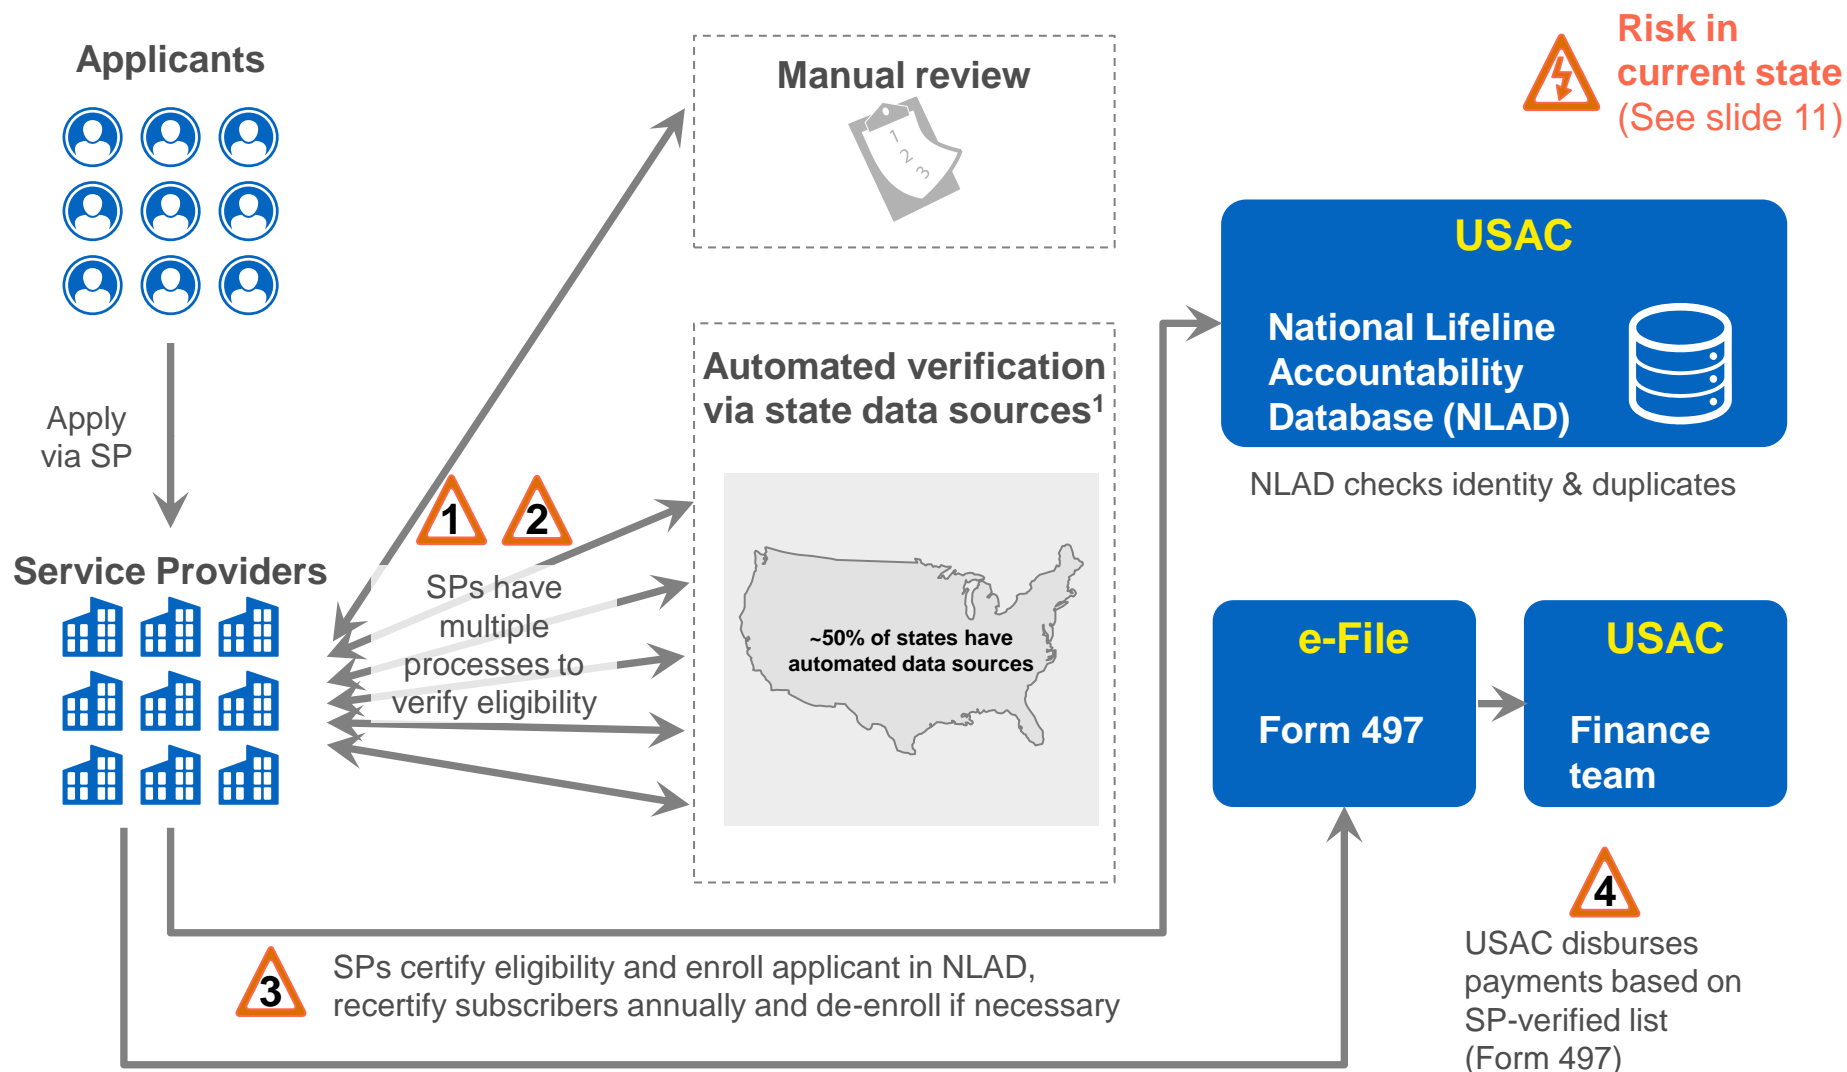 Applicants
Apply
via SP
Service Providers
Manual review
1
2
3
Automated verification
via state data sources¹
~50% of states have
automated data sources
1
2
SPs have
multiple
processes to
verify eligibility
Risk in
current state
(See slide 11)
USAC
National Lifeline
Accountability
Database (NLAD)
NLAD checks identity & duplicates
e-File
Form 497
USAC
Finance
team
3
SPs certify eligibility and enroll applicant in NLAD,
recertify subscribers annually and de-enroll if necessary
4
USAC disburses
payments based on
SP-verified list
(Form 497)